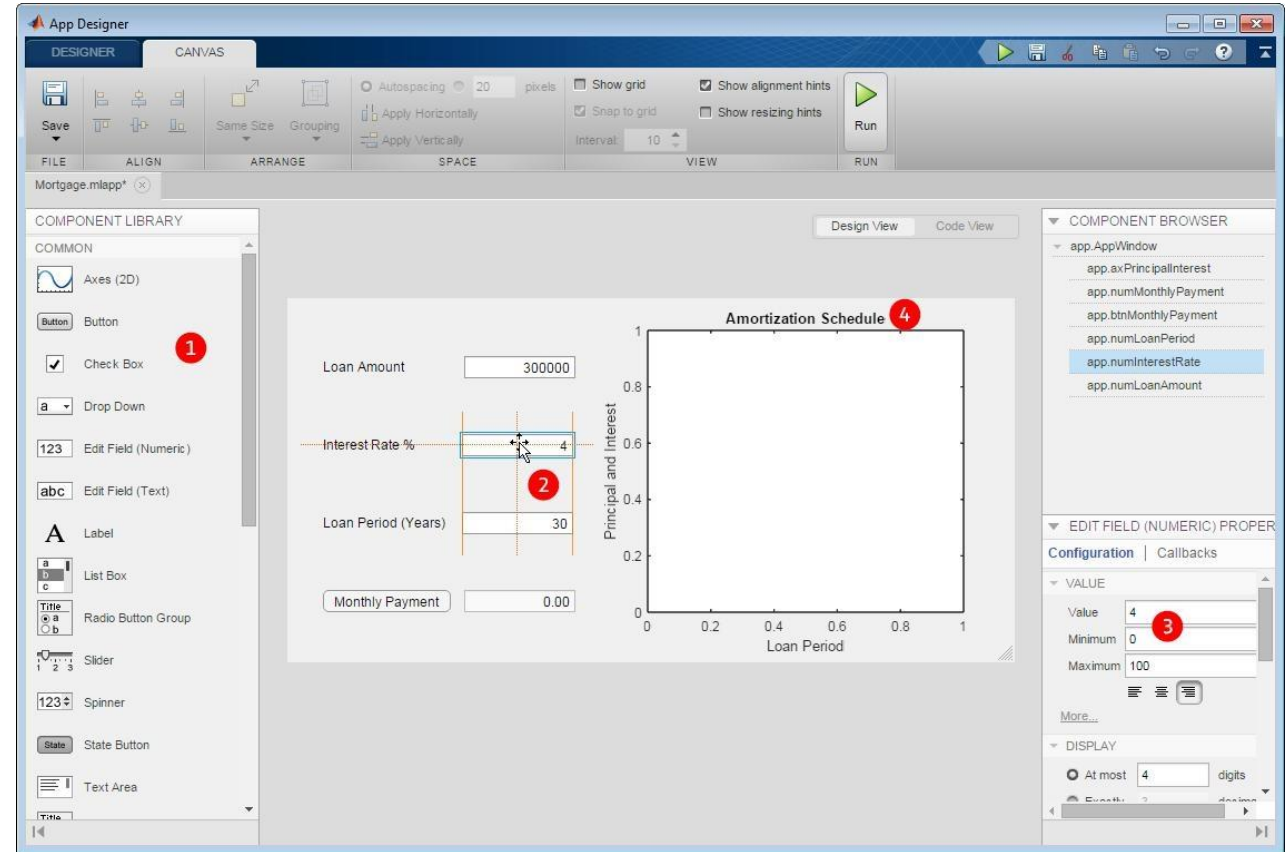 App Designer
DESIGNER CANVAS
Save
Same Size Grouping
Autospacing 20 pixels
Apply Horizontally
Apply Vertically
Show grid
Snap to grid
Interval: 10
Show alignment hints
Show resizing hints
Run
FILE ALIGN ARRANGE SPACE VIEW RUN
Mortgage.mlapp*
COMPONENT LIBRARY
COMMON
Axes (2D)
Button Button
1
Check Box
a Drop Down
123 Edit Field (Numeric)
abc Edit Field (Text)
A Label
a
b
c
List Box
Title
a
b
Radio Button Group
1 2 3
Slider
123 Spinner
State State Button
Text Area
Title
Design View Code View
Loan Amount 300000
Interest Rate % 4
2
Loan Period (Years) 30
Monthly Payment 0.00
Amortization Schedule 4
Principal and Interest
1
0.8
0.6
0.4
0.2
0
0 0.2 0.4 0.6 0.8 1
Loan Period
COMPONENT BROWSER
app.AppWindow
app.axPrincipalInterest
app.numMonthlyPayment
app.btnMonthlyPayment
app.numLoanPeriod
app.numInterestRate
app.numLoanAmount
EDIT FIELD (NUMERIC) PROPER
Configuration | Callbacks
VALUE
Value 4
3
Minimum 0
Maximum 100
More...
DISPLAY
At most 4 digits